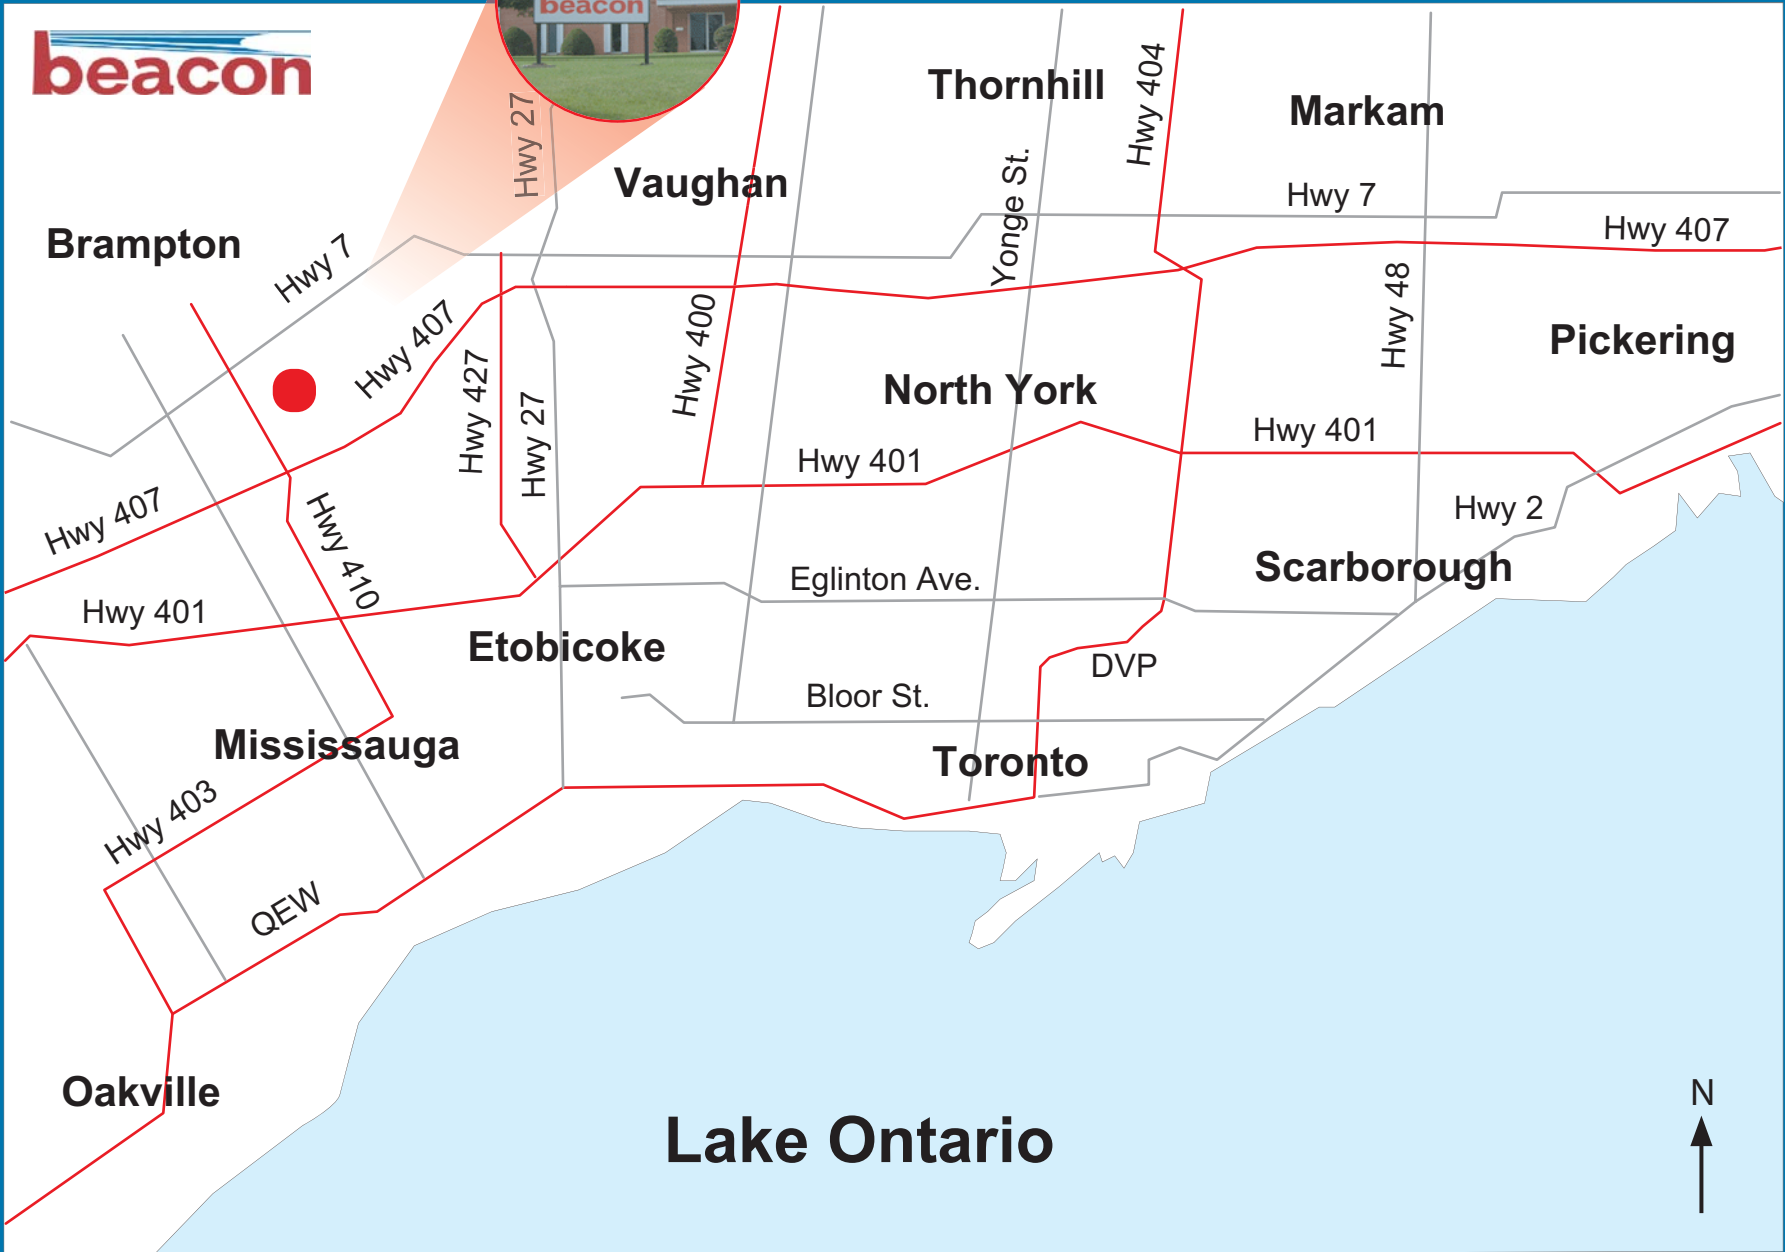 beacon
beacon
Thornhill
Hwy 404
Markam
Hwy 27
Vaughan
Yonge St.
Hwy 7
Hwy 407
Brampton
Hwy 7
Hwy 407
Hwy 400
Hwy 48
Pickering
Hwy 427
Hwy 27
North York
Hwy 401
Hwy 401
Hwy 407
Hwy 410
Hwy 2
Hwy 401
Eglinton Ave.
Scarborough
Etobicoke
DVP
Bloor St.
Mississauga
Toronto
Hwy 403
QEW
Oakville
Lake Ontario
N